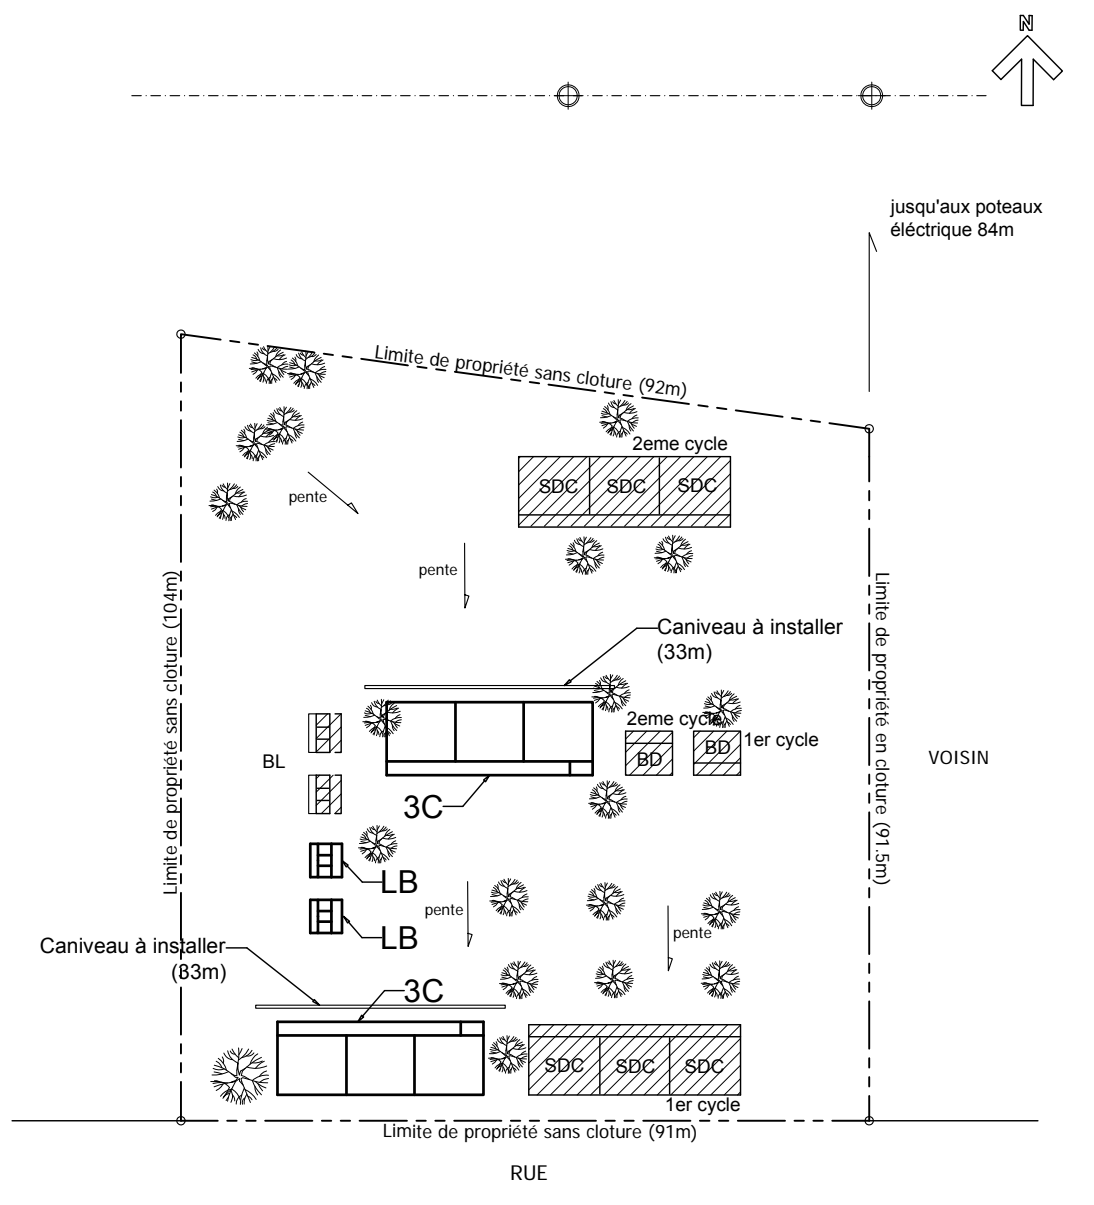 N
jusqu'aux poteaux
éléctrique 84m
Limite de propriété sans cloture (92m)
2eme cycle
SDC SDC SDC
pente
pente
Limite de propriété sans cloture (104m)
Limite de propriété en cloture (91.5m)
Caniveau à installer
(33m)
2eme cycle
1er cycle
BD
BD
BL
VOISIN
3C
LB
pente
LB
pente
Caniveau à installer
(33m)
3C
SDC SDC SDC
1er cycle
Limite de propriété sans cloture (91m)
RUE